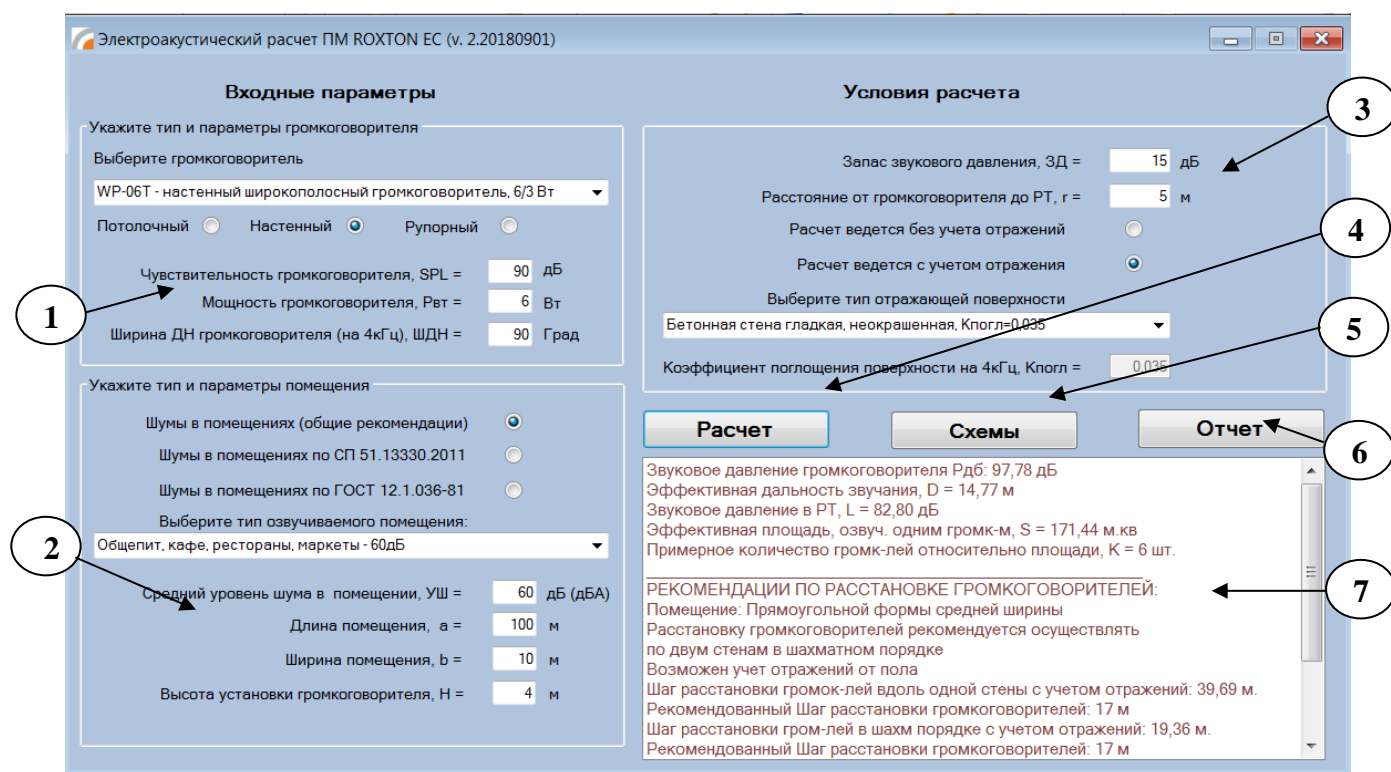 Электроакустический расчет ПМ ROXTON EC (v. 2.20180901)
Входные параметры
Укажите тип и параметры громкоговорителя
Выберите громкоговоритель
WP-06T - настенный широкополосный громкоговоритель, 6/3 Вт
Потолочный Настенный Рупорный
Чувствительность громкоговорителя, SPL = 90 дБ
Мощность громкоговорителя, Рвт = 6 Вт
Ширина ДН громкоговорителя (на 4кГц), ШДН = 90 Град
1
Укажите тип и параметры помещения
Шумы в помещениях (общие рекомендации)
Шумы в помещениях по СП 51.13330.2011
Шумы в помещениях по ГОСТ 12.1.036-81
Выберите тип озвучиваемого помещения:
Общепит, кафе, рестораны, маркеты - 60дБ
2
Средний уровень шума в помещении, УШ = 60 дБ (дБА)
Длина помещения, a = 100 м
Ширина помещения, b = 10 м
Высота установки громкоговорителя, H = 4 м
Условия расчета
3
Запас звукового давления, ЗД = 15 дБ
Расстояние от громкоговорителя до РТ, r = 5 м
Расчет ведется без учета отражений
4
Расчет ведется с учетом отражения
Выберите тип отражающей поверхности
Бетонная стена гладкая, неокрашенная, Кпогл=0,035
5
Коэффициент поглощения поверхности на 4кГц, Кпогл = 0,035
Расчет Схемы Отчет
6
Звуковое давление громкоговорителя Рдб: 97,78 дБ
Эффективная дальность звучания, D = 14,77 м
Звуковое давление в РТ, L = 82,80 дБ
Эффективная площадь, озвуч. одним громк-м, S = 171,44 м.кв
Примерное количество громк-лей относительно площади, К = 6 шт.
РЕКОМЕНДАЦИИ ПО РАССТАНОВКЕ ГРОМКОГОВОРИТЕЛЕЙ:
7
Помещение: Прямоугольной формы средней ширины
Расстановку громкоговорителей рекомендуется осуществлять
по двум стенам в шахматном порядке
Возможен учет отражений от пола
Шаг расстановки громок-лей вдоль одной стены с учетом отражений: 39,69 м.
Рекомендованный Шаг расстановки громкоговорителей: 17 м
Шаг расстановки гром-лей в шахм порядке с учетом отражений: 19,36 м.
Рекомендованный Шаг расстановки громкоговорителей: 17 м